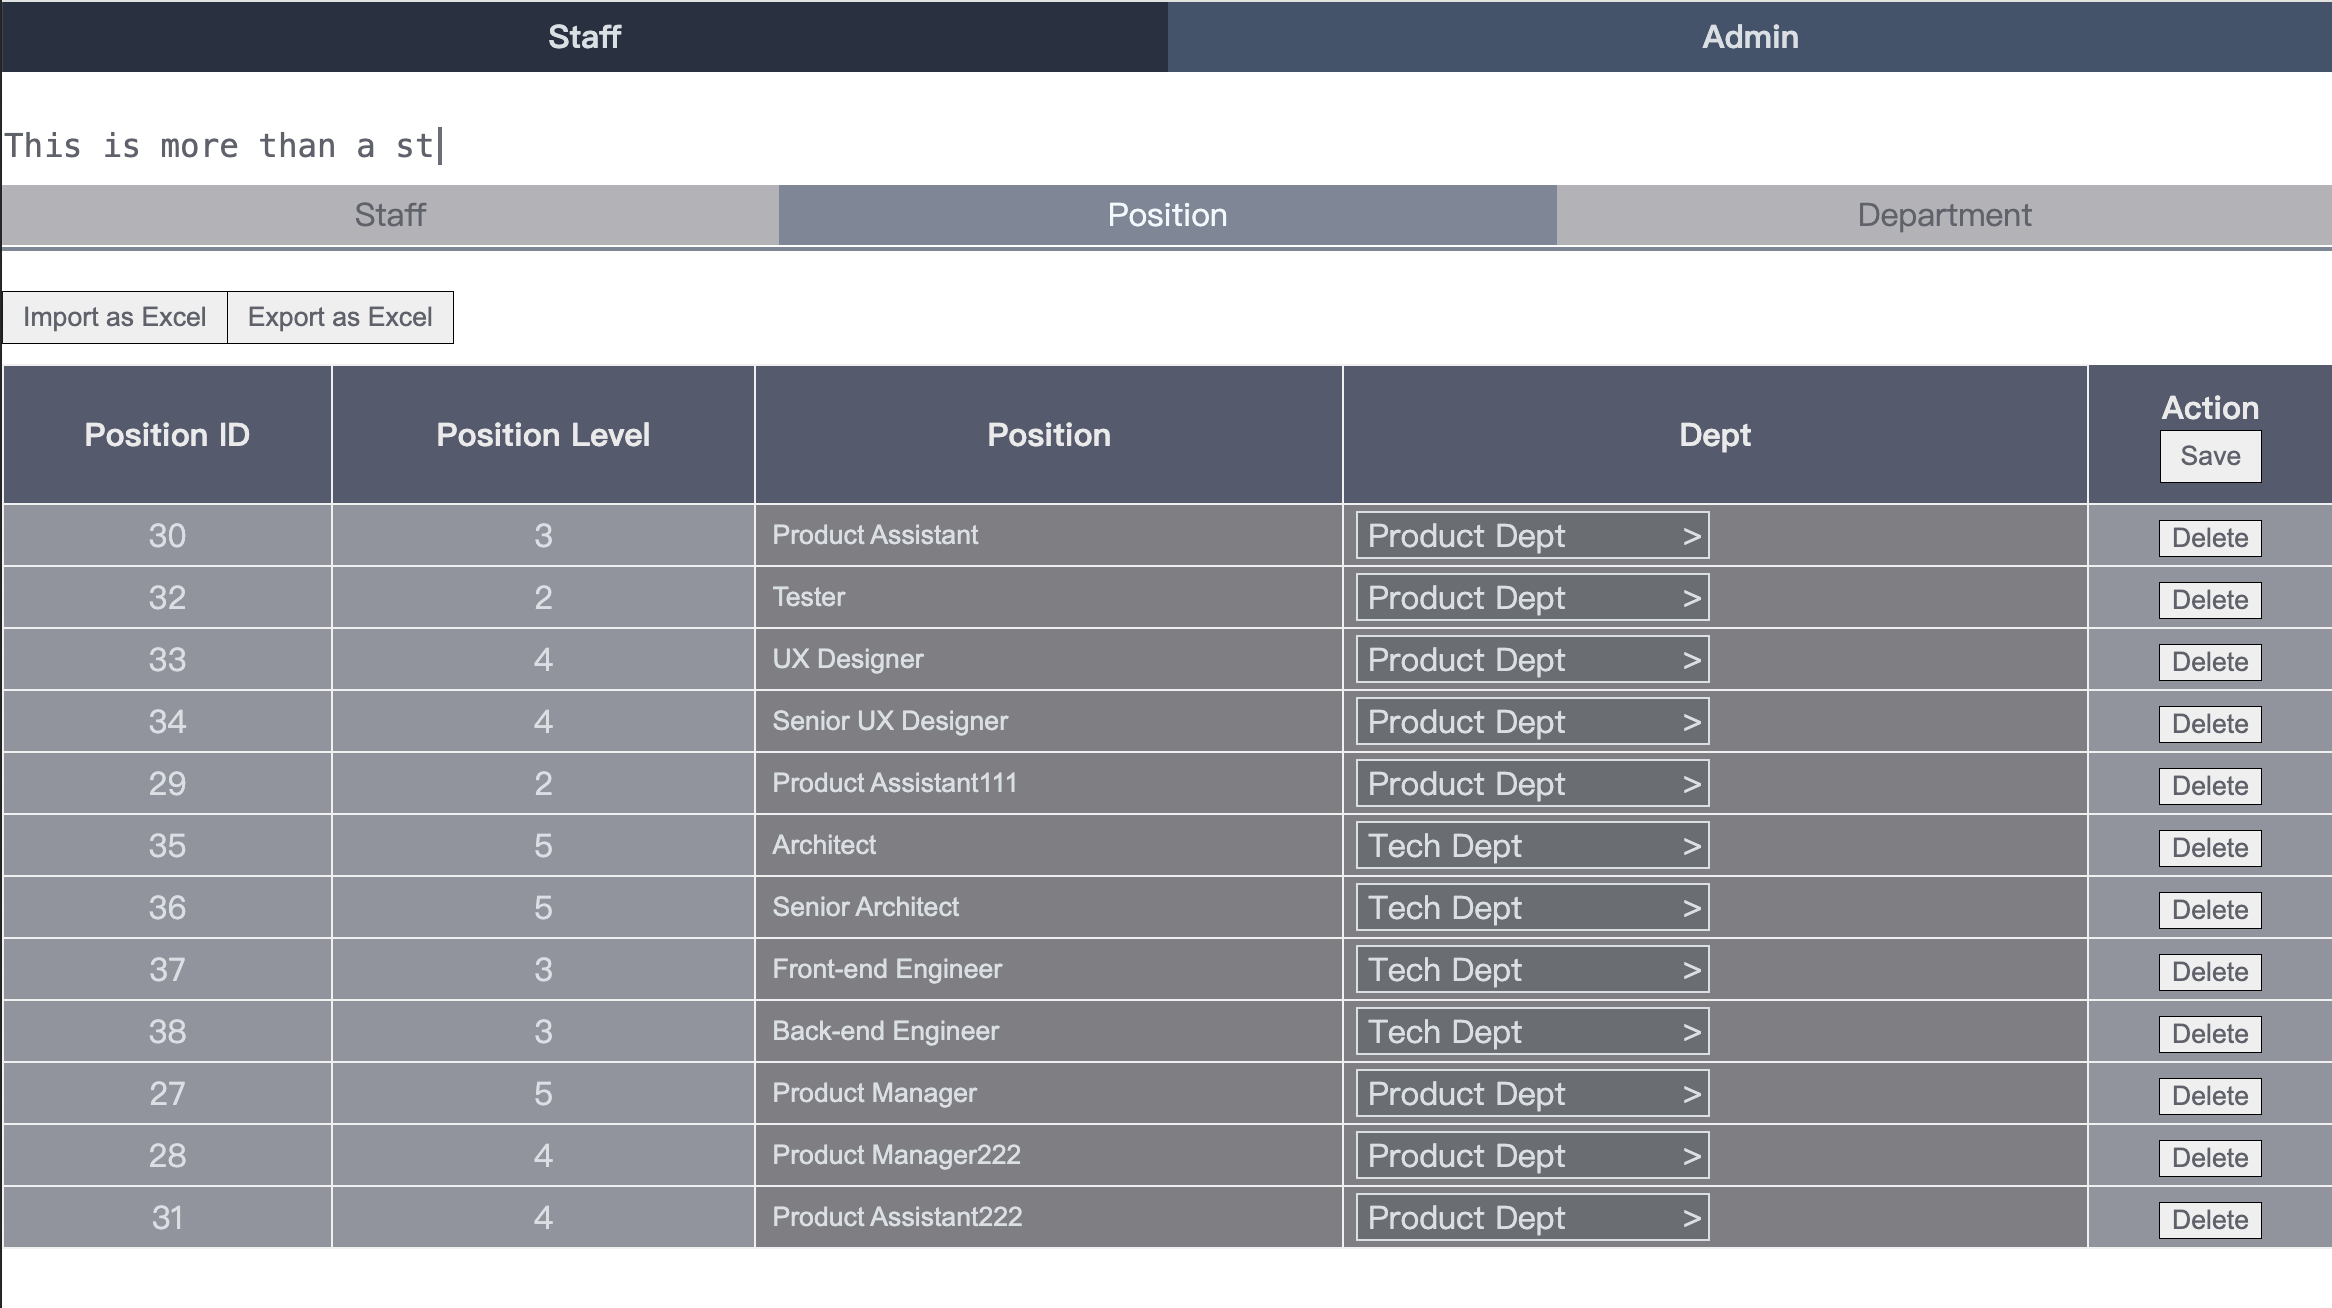 Staff Admin
This is more than a st
Staff Position Department
Import as Excel Export as Excel
Position ID Position Level Position Dept Action
Save
30 3 Product Assistant Product Dept > Delete
32 2 Tester Product Dept > Delete
33 4 UX Designer Product Dept > Delete
34 4 Senior UX Designer Product Dept > Delete
29 2 Product Assistant111 Product Dept > Delete
35 5 Architect Tech Dept > Delete
36 5 Senior Architect Tech Dept > Delete
37 3 Front-end Engineer Tech Dept > Delete
38 3 Back-end Engineer Tech Dept > Delete
27 5 Product Manager Product Dept > Delete
28 4 Product Manager222 Product Dept > Delete
31 4 Product Assistant222 Product Dept > Delete